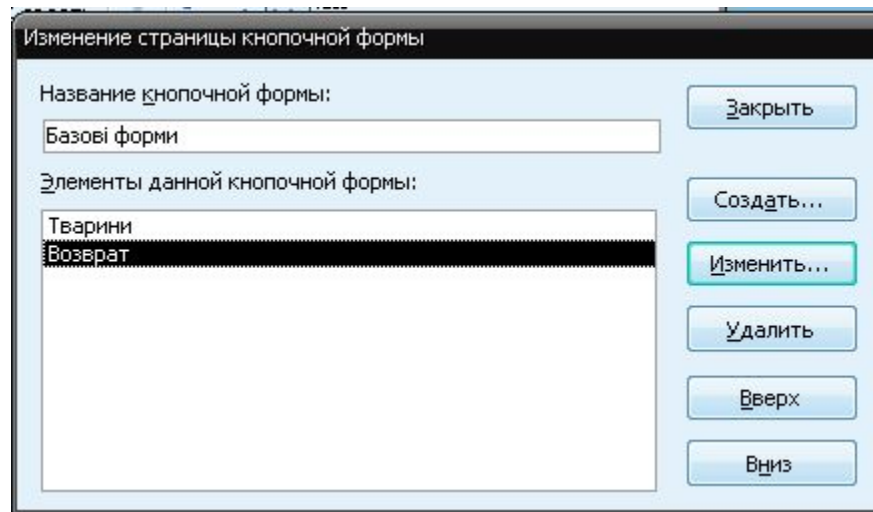 Изменение страницы кнопочной формы
Название кнопочной формы:
Закрыть
Базові форми
Элементы данной кнопочной формы:
Создать...
Тварини
Возврат
Изменить...
Удалить
Вверх
Вниз